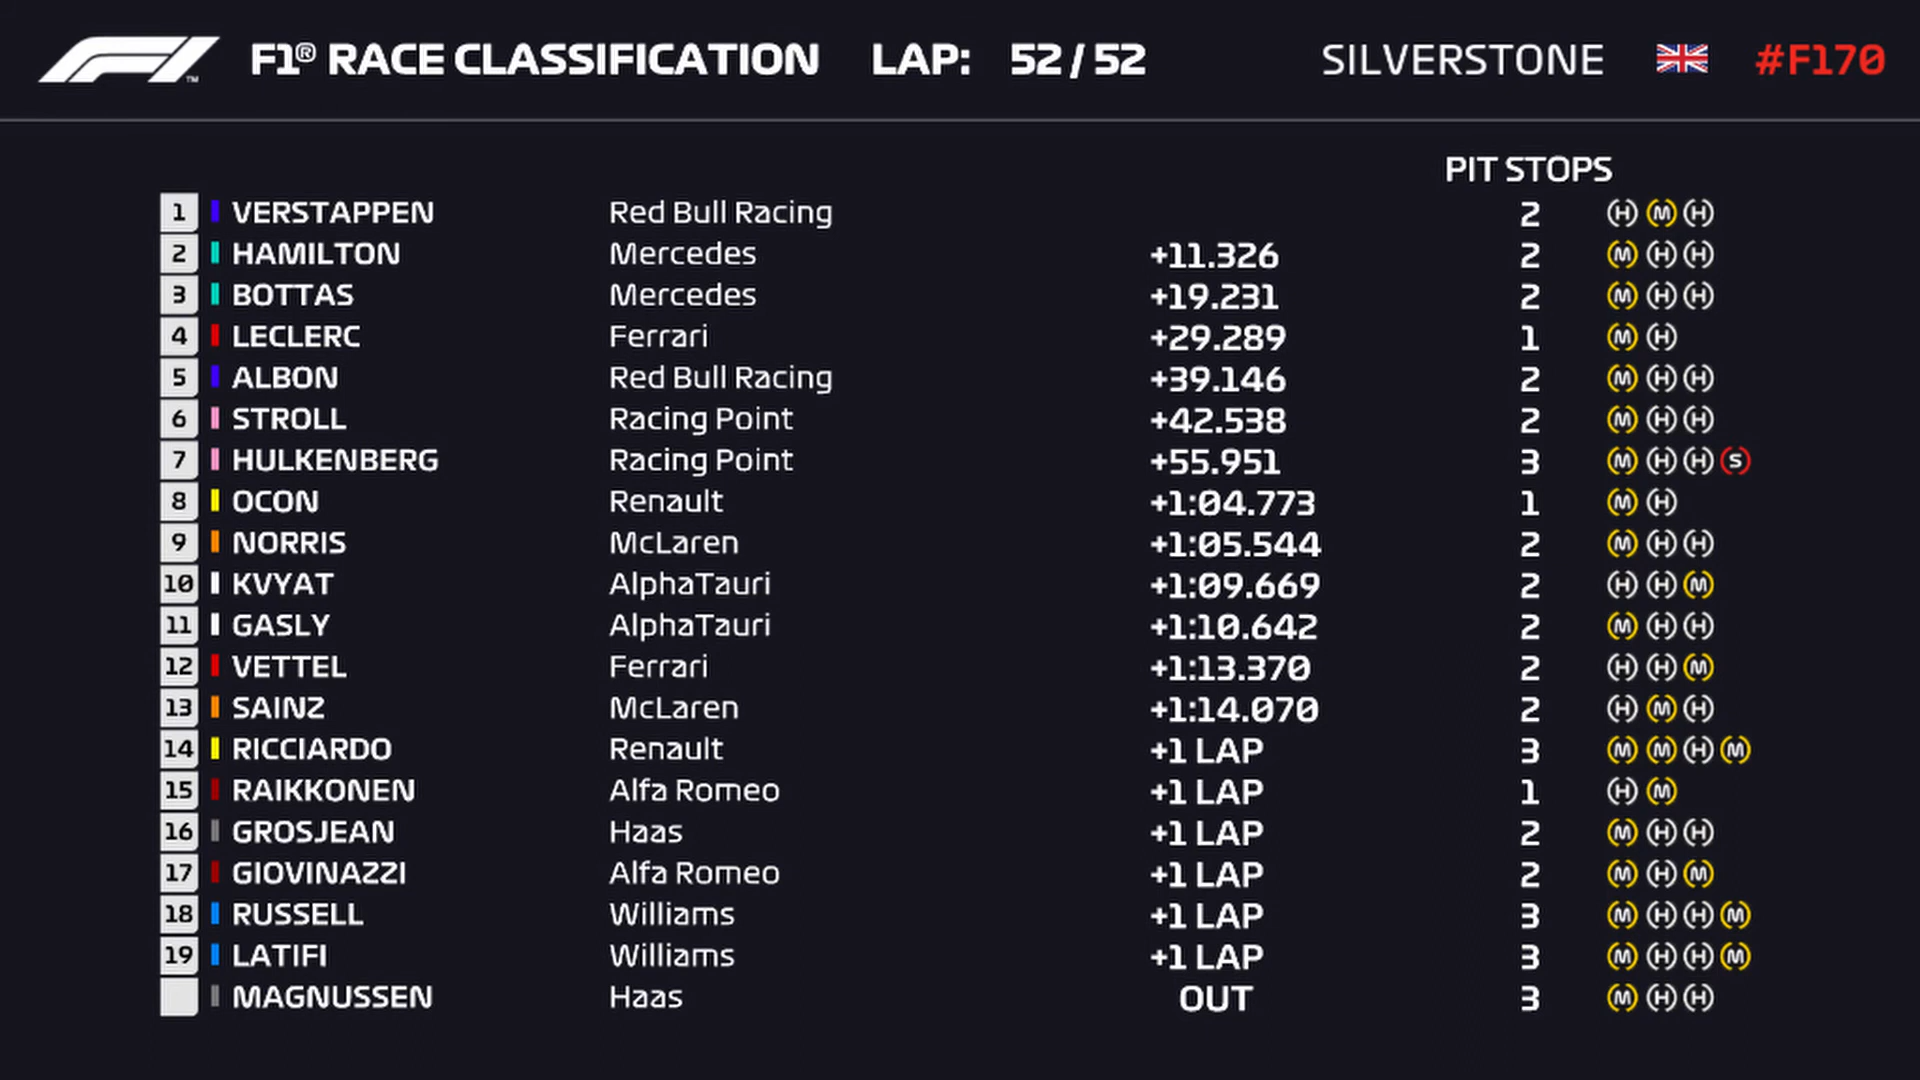 F1™ F1® RACE CLASSIFICATION LAP: 52 / 52 SILVERSTONE #F170
PIT STOPS
1 VERSTAPPEN Red Bull Racing 2 H M H
2 HAMILTON Mercedes +11.326 2 M H H
3 BOTTAS Mercedes +19.231 2 M H H
4 LECLERC Ferrari +29.289 1 M H
5 ALBON Red Bull Racing +39.146 2 M H H
6 STROLL Racing Point +42.538 2 M H H
7 HULKENBERG Racing Point +55.951 3 M H H S
8 OCON Renault +1:04.773 1 M H
9 NORRIS McLaren +1:05.544 2 M H H
10 KVYAT AlphaTauri +1:09.669 2 H H M
11 GASLY AlphaTauri +1:10.642 2 M H H
12 VETTEL Ferrari +1:13.370 2 H H M
13 SAINZ McLaren +1:14.070 2 H M H
14 RICCIARDO Renault +1 LAP 3 M M H M
15 RAIKKONEN Alfa Romeo +1 LAP 1 H M
16 GROSJEAN Haas +1 LAP 2 M H H
17 GIOVINAZZI Alfa Romeo +1 LAP 2 M H M
18 RUSSELL Williams +1 LAP 3 M H H M
19 LATIFI Williams +1 LAP 3 M H H M
MAGNUSSEN Haas OUT 3 M H H